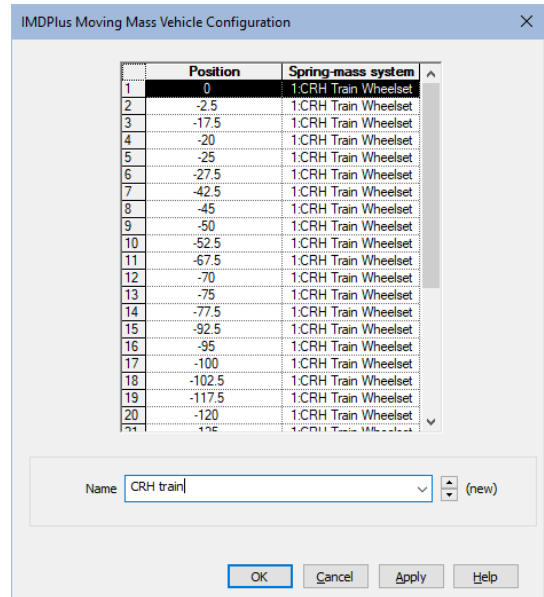 IMDPlus Moving Mass Vehicle Configuration
Position Spring-mass system
1 0 1:CRH Train Wheelset
2 -2.5 1:CRH Train Wheelset
3 -17.5 1:CRH Train Wheelset
4 -20 1:CRH Train Wheelset
5 -25 1:CRH Train Wheelset
6 -27.5 1:CRH Train Wheelset
7 -42.5 1:CRH Train Wheelset
8 -45 1:CRH Train Wheelset
9 -50 1:CRH Train Wheelset
10 -52.5 1:CRH Train Wheelset
11 -67.5 1:CRH Train Wheelset
12 -70 1:CRH Train Wheelset
13 -75 1:CRH Train Wheelset
14 -77.5 1:CRH Train Wheelset
15 -92.5 1:CRH Train Wheelset
16 -95 1:CRH Train Wheelset
17 -100 1:CRH Train Wheelset
18 -102.5 1:CRH Train Wheelset
19 -117.5 1:CRH Train Wheelset
20 -120 1:CRH Train Wheelset
21 -125 1:CRH Train Wheelset
Name CRH train (new)
OK Cancel Apply Help